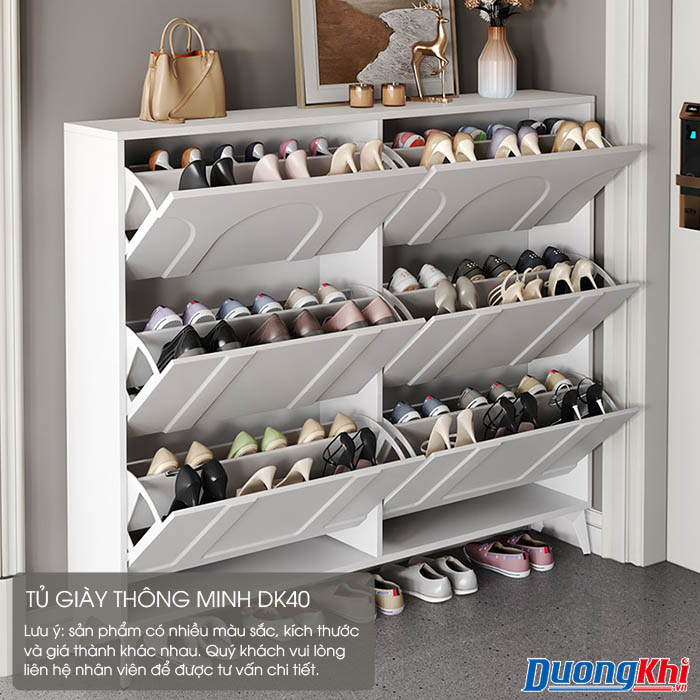 TỦ GIÀY THÔNG MINH DK40
Lưu ý: sản phẩm có nhiều màu sắc, kích thước
và giá thành khác nhau. Quý khách vui lòng
liên hệ nhân viên để được tư vấn chi tiết.
DuongKhi.vn